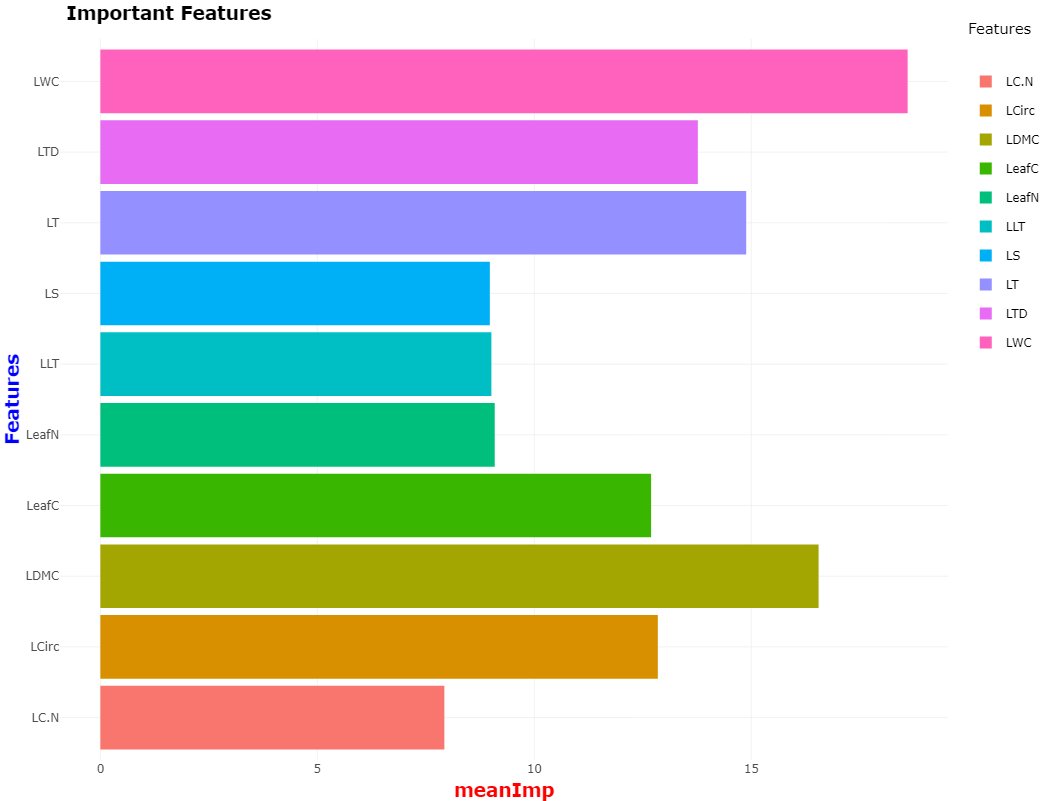 Important Features
Features
LC.N
LCirc
LDMC
LeafC
LeafN
LLT
LS
LT
LTD
LWC
Features
LWC
LTD
LT
LS
LLT
LeafN
LeafC
LDMC
LCirc
LC.N
0 5 10 15
meanImp